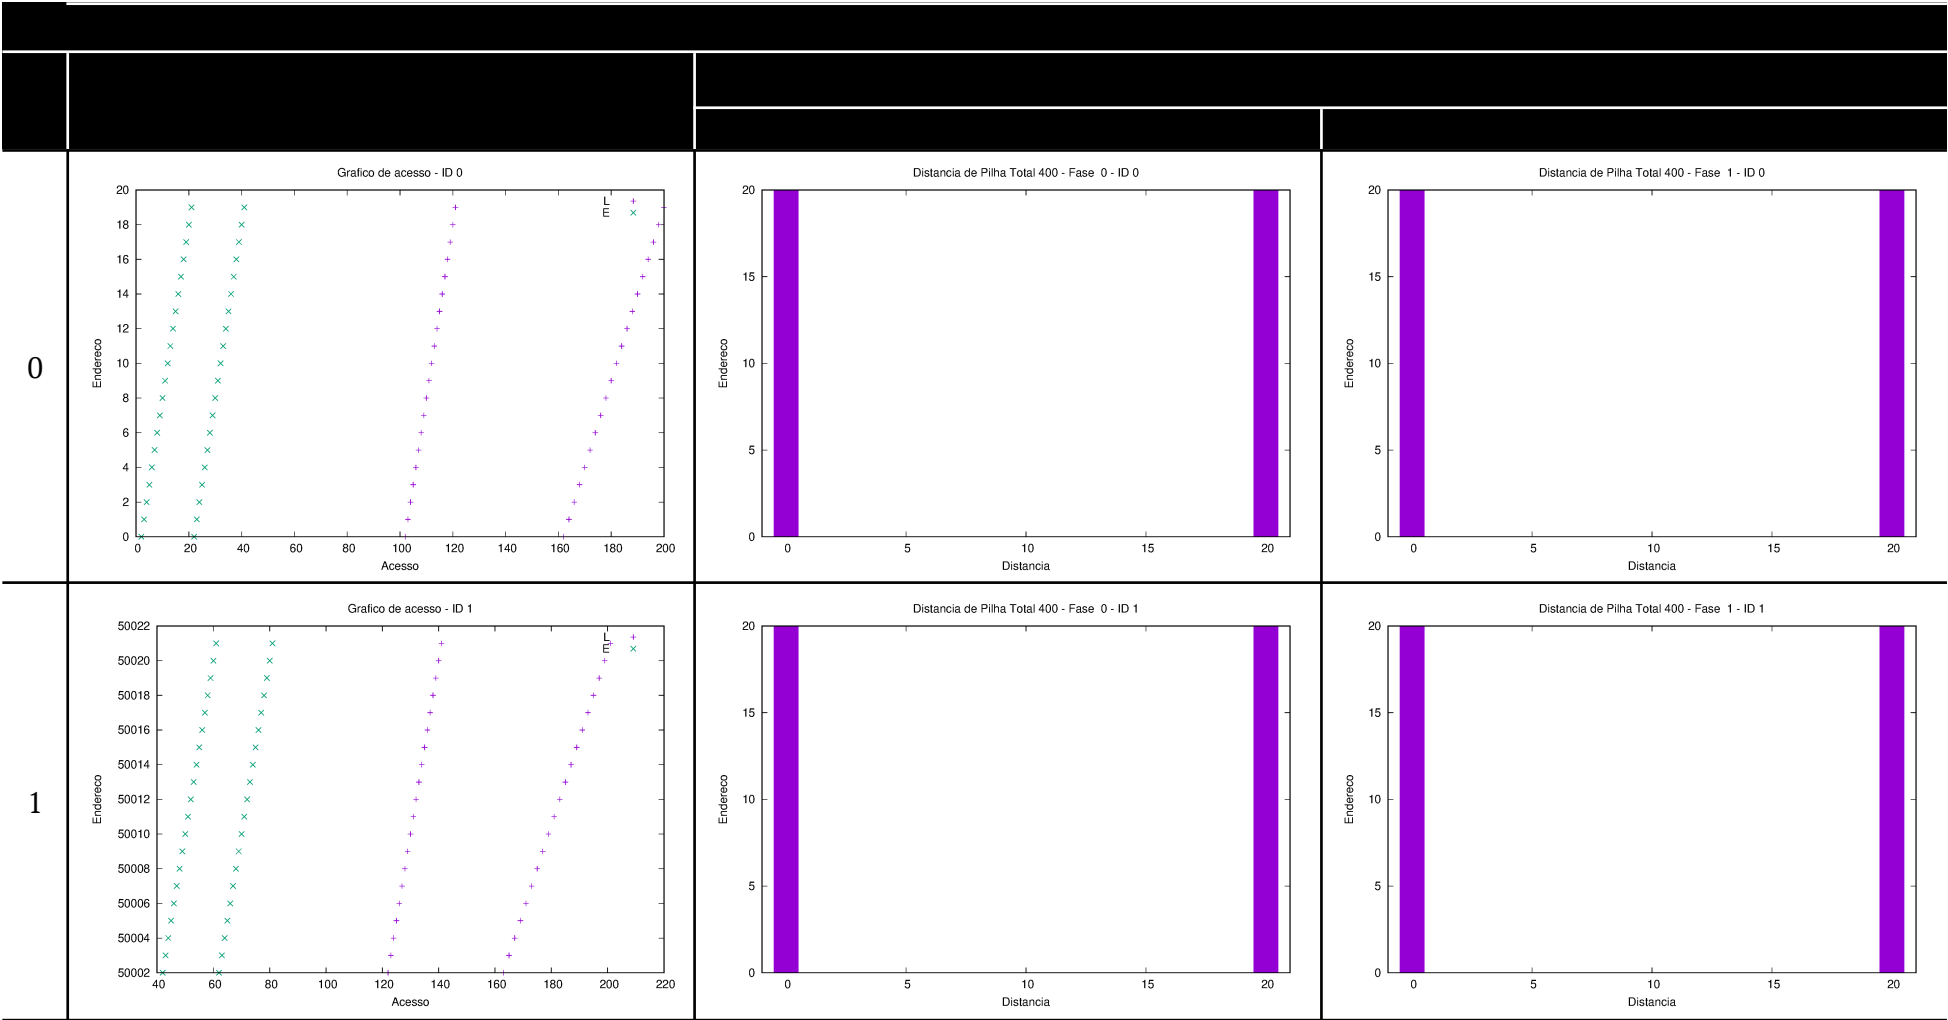 0
Grafico de acesso - ID 0
L
E
20
18
16
14
12
10
8
6
4
2
0
Endereco
0 20 40 60 80 100 120 140 160 180 200
Acesso
Distancia de Pilha Total 400 - Fase 0 - ID 0
20
15
10
5
0
Endereco
0 5 10 15 20
Distancia
Distancia de Pilha Total 400 - Fase 1 - ID 0
20
15
10
5
0
Endereco
0 5 10 15 20
Distancia
1
Grafico de acesso - ID 1
L
E
50022
50020
50018
50016
50014
50012
50010
50008
50006
50004
50002
Endereco
40 60 80 100 120 140 160 180 200 220
Acesso
Distancia de Pilha Total 400 - Fase 0 - ID 1
20
15
10
5
0
Endereco
0 5 10 15 20
Distancia
Distancia de Pilha Total 400 - Fase 1 - ID 1
20
15
10
5
0
Endereco
0 5 10 15 20
Distancia